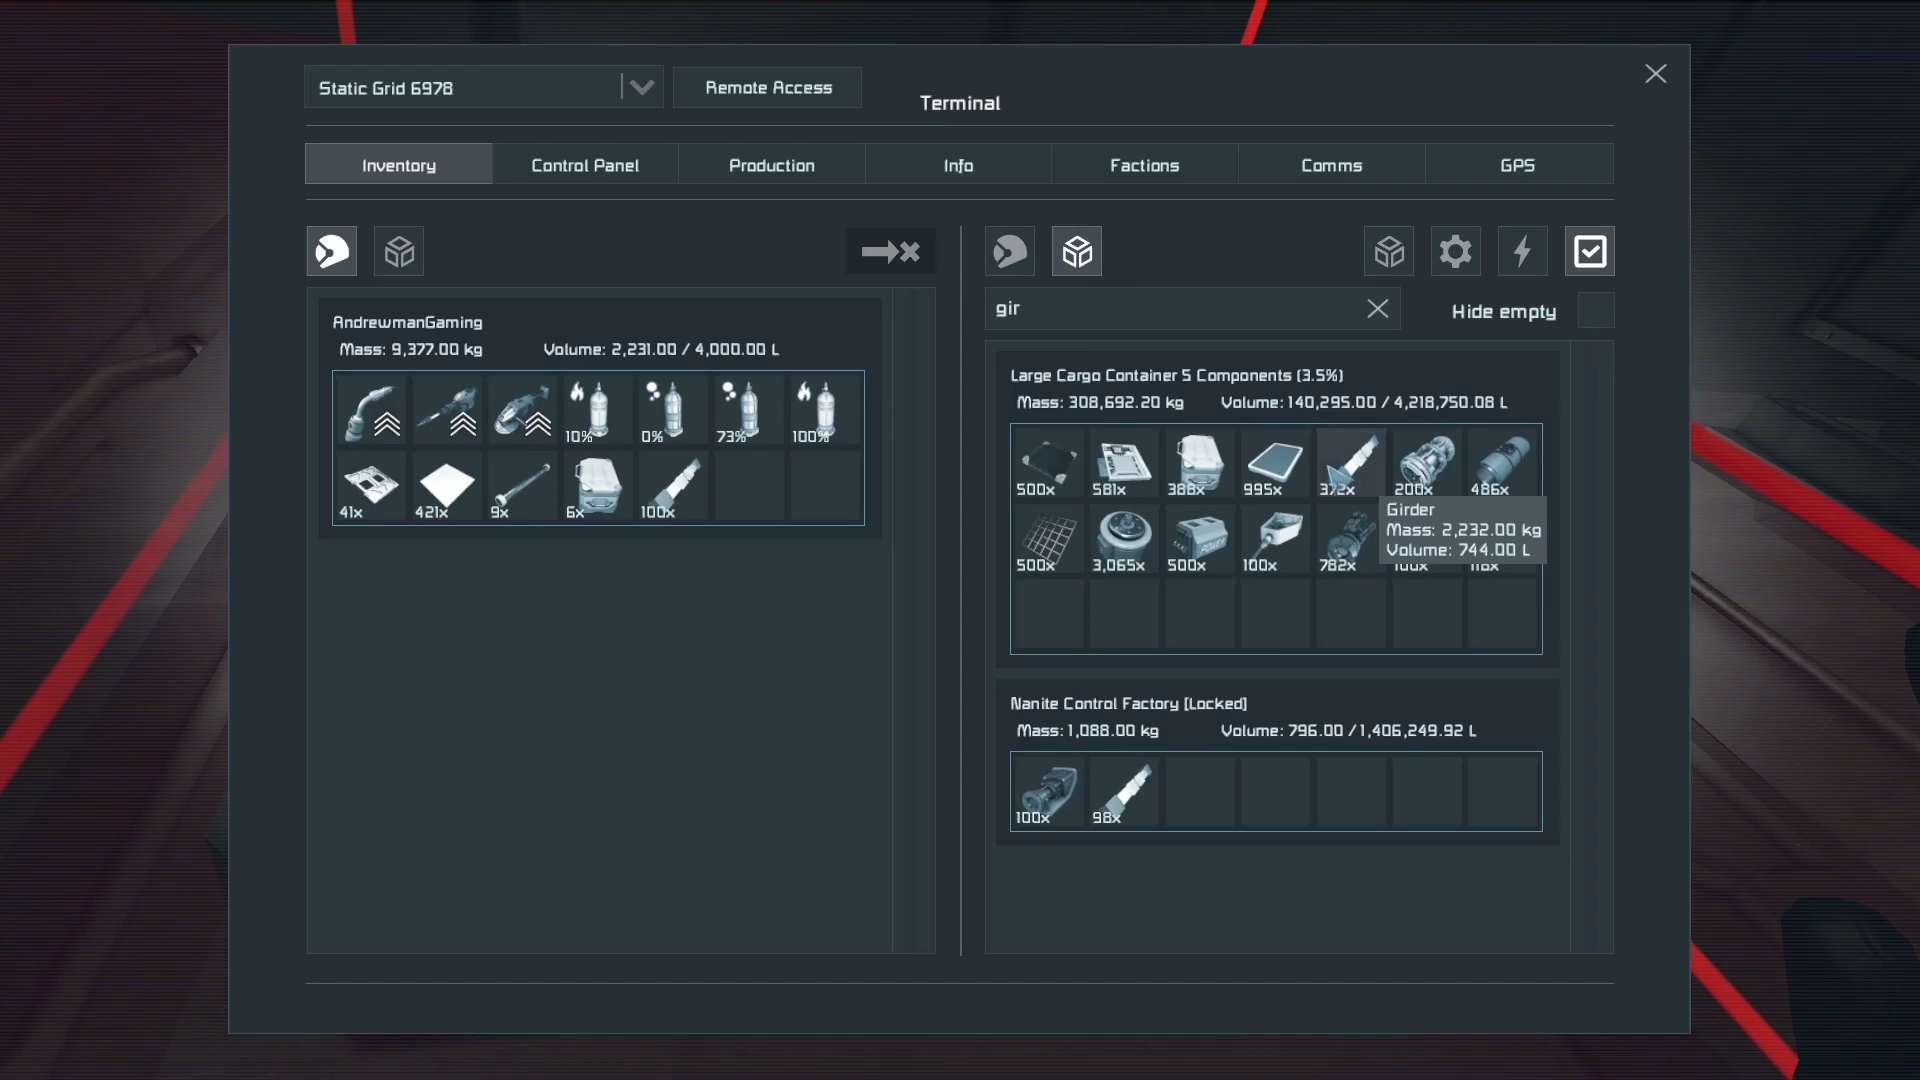 Static Grid 6978
Remote Access
Terminal
Inventory
Control Panel
Production
Info
Factions
Comms
GPS
AndrewmanGaming
Mass: 9,377.00 kg
Volume: 2,231.00 / 4,000.00 L
10%
0%
73%
100%
41x
421x
9x
6x
100x
gir
Hide empty
Large Cargo Container 5 Components (3.5%)
Mass: 308,692.20 kg
Volume: 140,295.00 / 4,218,750.08 L
500x
581x
388x
995x
372x
200x
486x
Girder
Mass: 2,232.00 kg
Volume: 744.00 L
500x
3,065x
POWER
500x
100x
782x
100x
Nanite Control Factory [Locked]
Mass: 1,088.00 kg
Volume: 796.00 / 1,406,249.92 L
100x
98x